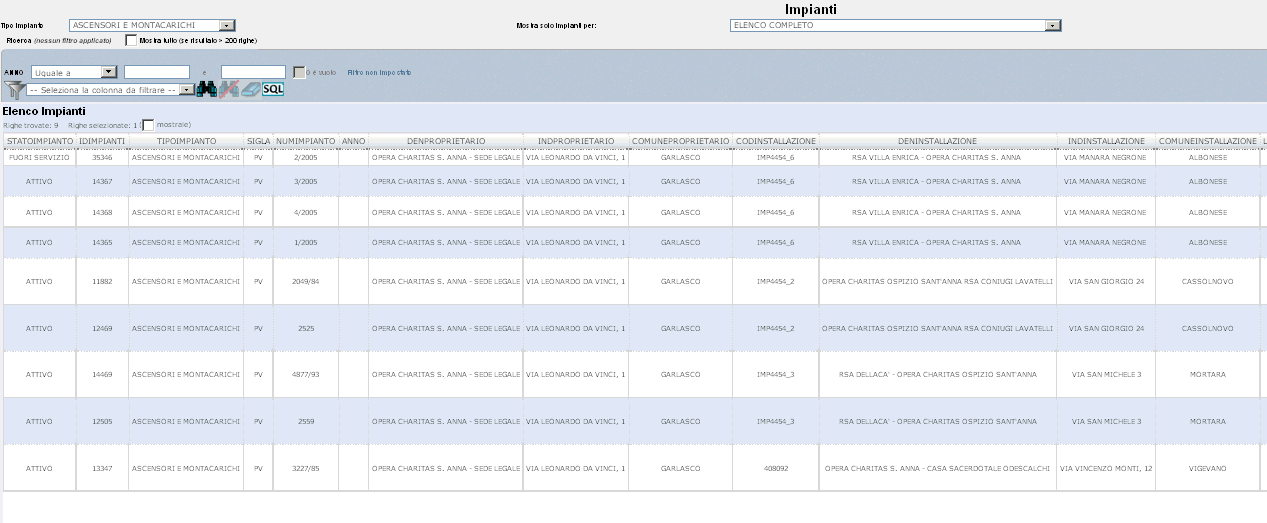 Impianti
Tipo Impianto ASCENSORI E MONTACARICHI Mostra solo impianti per: ELENCO COMPLETO
Ricerca (nessun filtro applicato) Mostra tutto (se risultato > 200 righe)
ANNO Uguale a e O è vuoto Filtro non impostato
-- Seleziona la colonna da filtrare -- SQL
Elenco Impianti
Righe trovate: 9 Righe selezionate: 1 ( mostrale)
STATOIMPIANTO IDIMPIANTI TIPOIMPIANTO SIGLA NUMIMPIANTO ANNO DENPROPRIETARIO INDPROPRIETARIO COMUNEPROPRIETARIO CODINSTALLAZIONE DENINSTALLAZIONE INDINSTALLAZIONE COMUNEINSTALLAZIONE L
FUORI SERVIZIO 35346 ASCENSORI E MONTACARICHI PV 2/2005 OPERA CHARITAS S. ANNA - SEDE LEGALE VIA LEONARDO DA VINCI, 1 GARLASCO IMP4454_6 RSA VILLA ENRICA - OPERA CHARITAS S. ANNA VIA MANARA NEGRONE ALBONESE
ATTIVO 14367 ASCENSORI E MONTACARICHI PV 3/2005 OPERA CHARITAS S. ANNA - SEDE LEGALE VIA LEONARDO DA VINCI, 1 GARLASCO IMP4454_6 RSA VILLA ENRICA - OPERA CHARITAS S. ANNA VIA MANARA NEGRONE ALBONESE
ATTIVO 14368 ASCENSORI E MONTACARICHI PV 4/2005 OPERA CHARITAS S. ANNA - SEDE LEGALE VIA LEONARDO DA VINCI, 1 GARLASCO IMP4454_6 RSA VILLA ENRICA - OPERA CHARITAS S. ANNA VIA MANARA NEGRONE ALBONESE
ATTIVO 14365 ASCENSORI E MONTACARICHI PV 1/2005 OPERA CHARITAS S. ANNA - SEDE LEGALE VIA LEONARDO DA VINCI, 1 GARLASCO IMP4454_6 RSA VILLA ENRICA - OPERA CHARITAS S. ANNA VIA MANARA NEGRONE ALBONESE
ATTIVO 11882 ASCENSORI E MONTACARICHI PV 2049/84 OPERA CHARITAS S. ANNA - SEDE LEGALE VIA LEONARDO DA VINCI, 1 GARLASCO IMP4454_2 OPERA CHARITAS OSPIZIO SANT'ANNA RSA CONIUGI LAVATELLI VIA SAN GIORGIO 24 CASSOLNOVO
ATTIVO 12469 ASCENSORI E MONTACARICHI PV 2525 OPERA CHARITAS S. ANNA - SEDE LEGALE VIA LEONARDO DA VINCI, 1 GARLASCO IMP4454_2 OPERA CHARITAS OSPIZIO SANT'ANNA RSA CONIUGI LAVATELLI VIA SAN GIORGIO 24 CASSOLNOVO
ATTIVO 14469 ASCENSORI E MONTACARICHI PV 4877/93 OPERA CHARITAS S. ANNA - SEDE LEGALE VIA LEONARDO DA VINCI, 1 GARLASCO IMP4454_3 RSA DELLACA' - OPERA CHARITAS OSPIZIO SANT'ANNA VIA SAN MICHELE 3 MORTARA
ATTIVO 12505 ASCENSORI E MONTACARICHI PV 2559 OPERA CHARITAS S. ANNA - SEDE LEGALE VIA LEONARDO DA VINCI, 1 GARLASCO IMP4454_3 RSA DELLACA' - OPERA CHARITAS OSPIZIO SANT'ANNA VIA SAN MICHELE 3 MORTARA
ATTIVO 13347 ASCENSORI E MONTACARICHI PV 3227/85 OPERA CHARITAS S. ANNA - SEDE LEGALE VIA LEONARDO DA VINCI, 1 GARLASCO 408092 OPERA CHARITAS S. ANNA - CASA SACERDOTALE ODESCALCHI VIA VINCENZO MONTI, 12 VIGEVANO